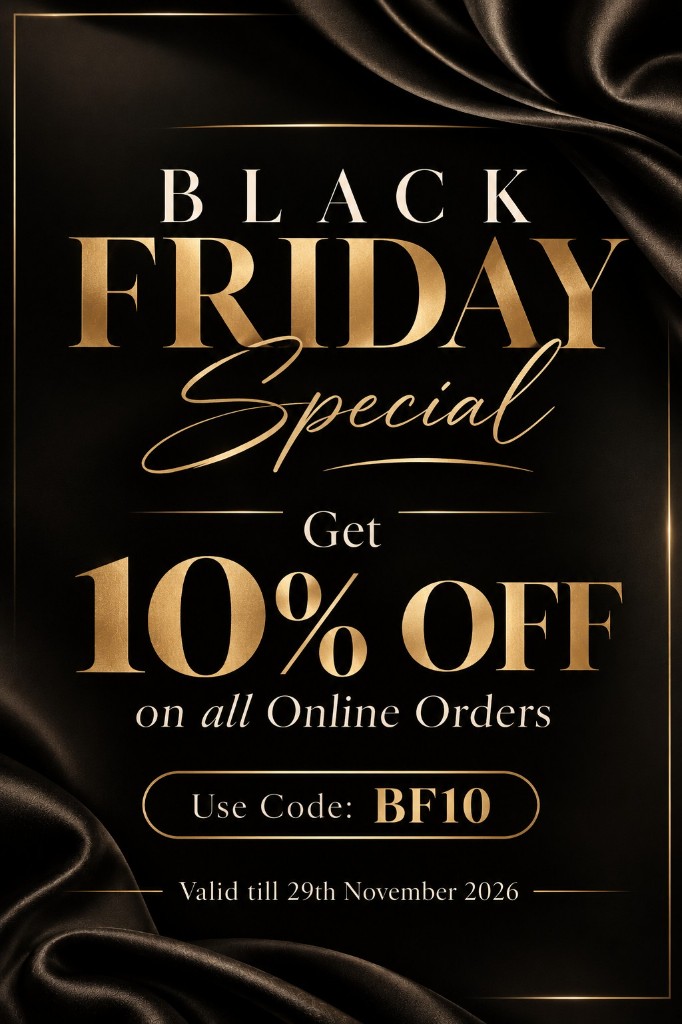 BLACK
FRIDAY
Special
Get
10% OFF
on all Online Orders
Use Code: BF10
Valid till 29th November 2026